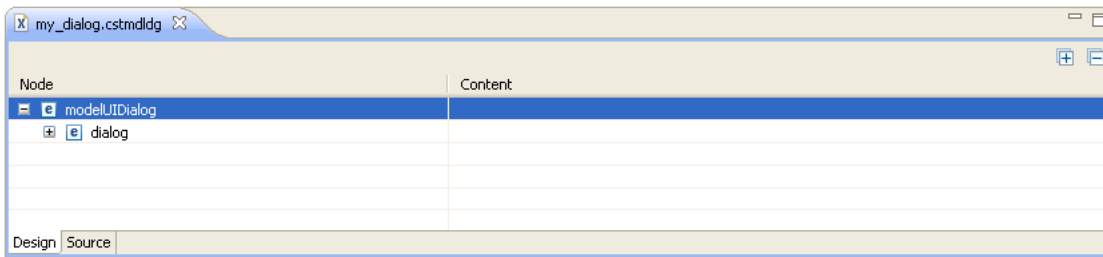 my_dialog.cstmdldg
Node Content
e modelUIDialog
e dialog
Design Source